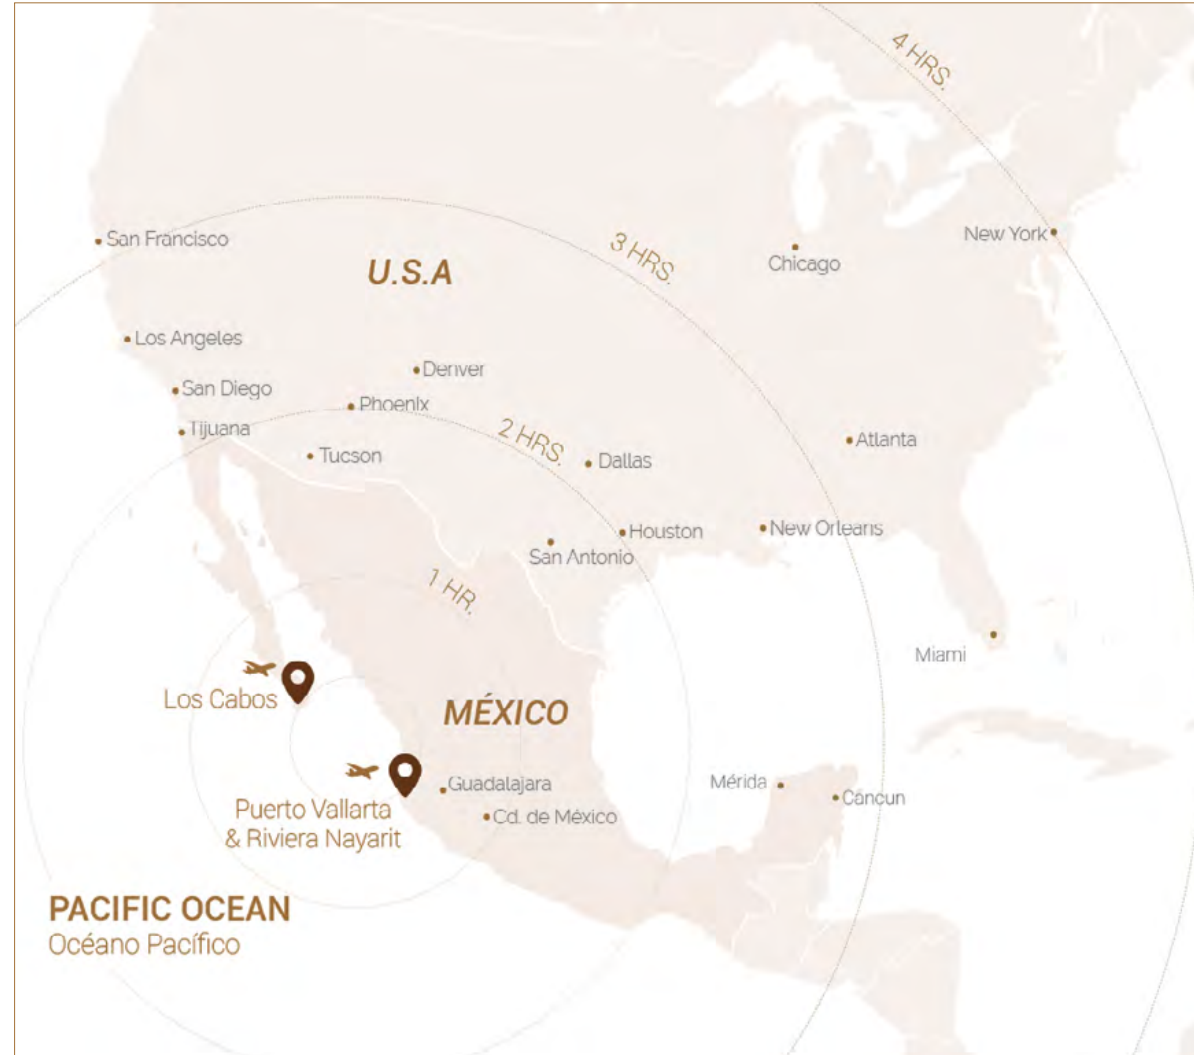 4 HRS.
San Francisco
U.S.A
3 HRS.
New York
Chicago
Los Angeles
Denver
San Diego
Phoenix
Tijuana
2 HRS.
Tucson
Dallas
Atlanta
Houston
New Orleans
San Antonio
1 HR.
Miami
Los Cabos
MÉXICO
Guadalajara
Mérida
Cáncun
Puerto Vallarta
& Riviera Nayarit
Cd. de México
PACIFIC OCEAN
Océano Pacífico